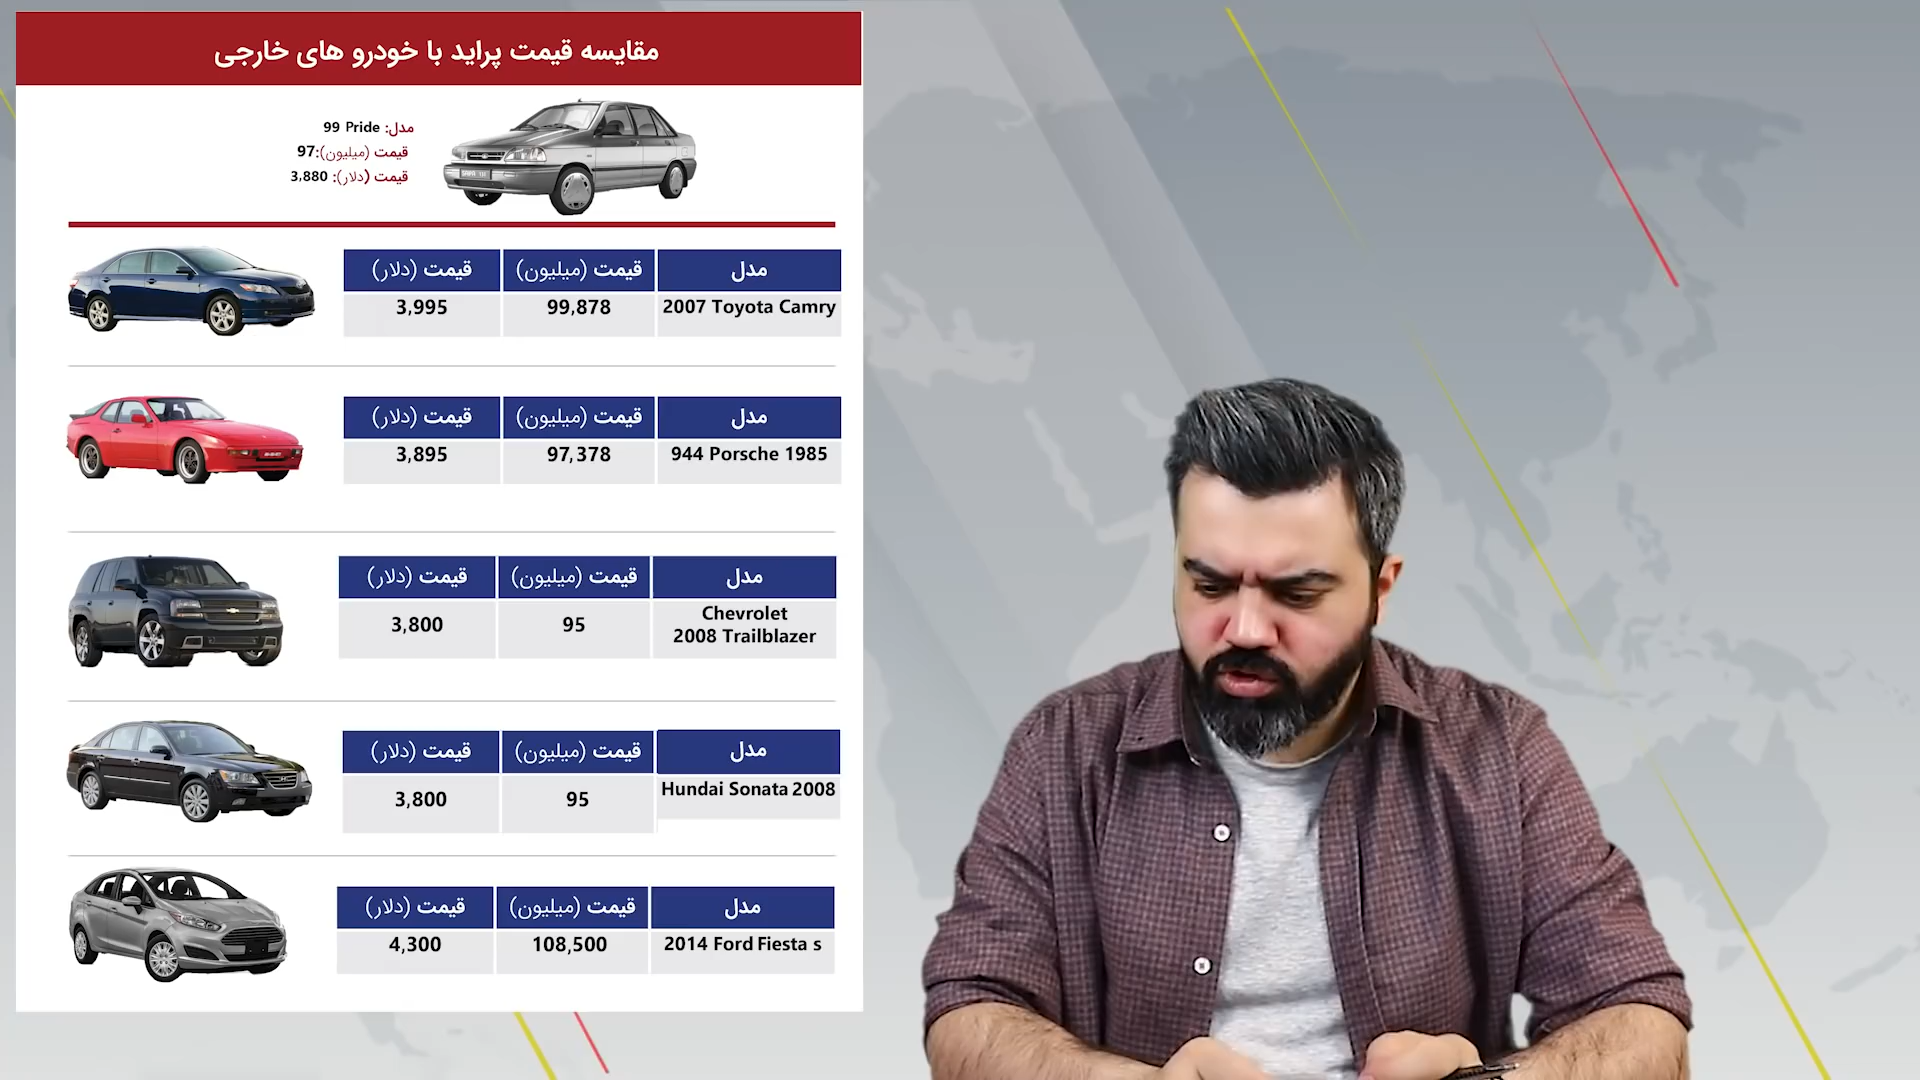 مقایسه قیمت پراید با خودرو های خارجی
مدل: 99 Pride
قیمت (میلیون):97
قیمت (دلار): 3,880
مدل قیمت (میلیون) قیمت (دلار)
2007 Toyota Camry 99,878 3,995
مدل قیمت (میلیون) قیمت (دلار)
944 Porsche 1985 97,378 3,895
مدل قیمت (میلیون) قیمت (دلار)
Chevrolet
2008 Trailblazer 95 3,800
مدل قیمت (میلیون) قیمت (دلار)
Hundai Sonata 2008 95 3,800
مدل قیمت (میلیون) قیمت (دلار)
2014 Ford Fiesta s 108,500 4,300